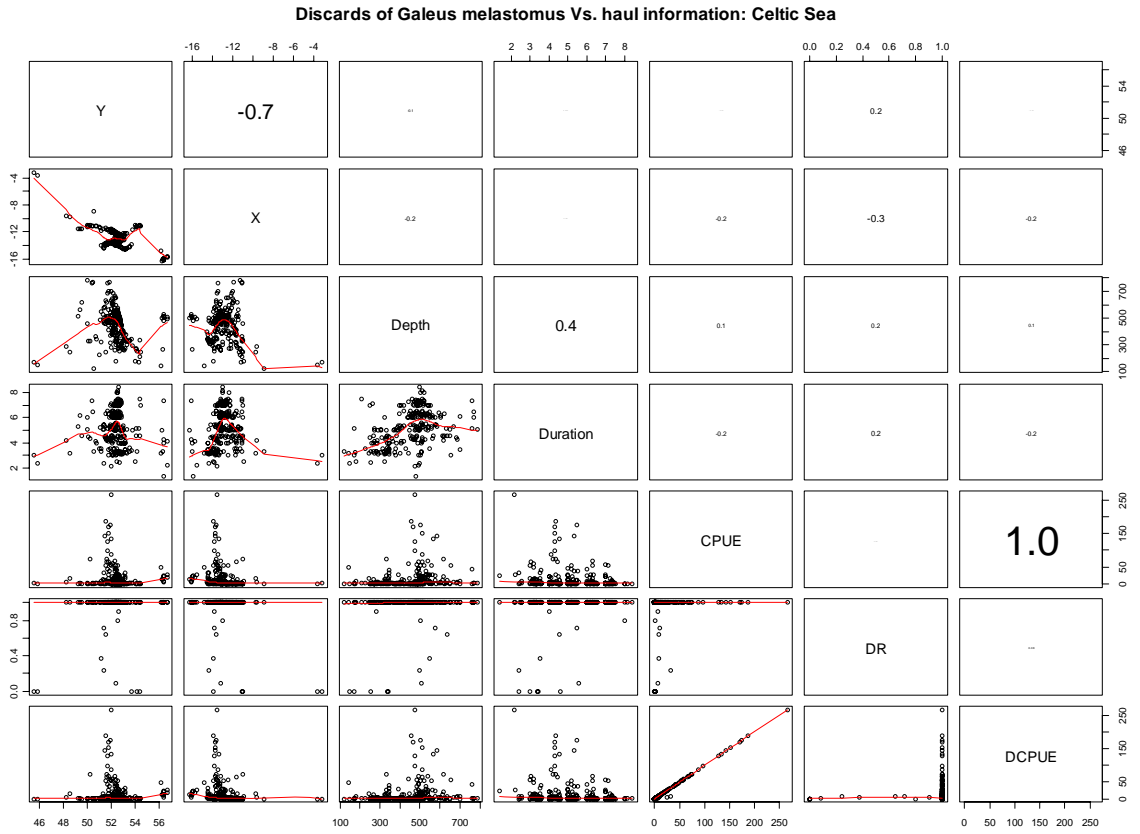 Discards of Galeus melastomus Vs. haul information: Celtic Sea
-16 -12 -8 -6 -4 2 3 4 5 6 7 8 0.0 0.2 0.4 0.6 0.8 1.0
Y -0.7 0.1 0.2 46 50 54
-16 -12 -8 -4 X -0.2 -0.2 -0.3 -0.2
Depth 0.4 0.1 0.2 0.1 100 300 500 700
2 4 6 8 Duration -0.2 0.2 -0.2
CPUE 1.0 0 50 150 250
0.0 0.4 0.8 DR
DCPUE 0 50 150 250
46 48 50 52 54 56 100 300 500 700 0 50 100 150 200 250 0 50 100 150 200 250